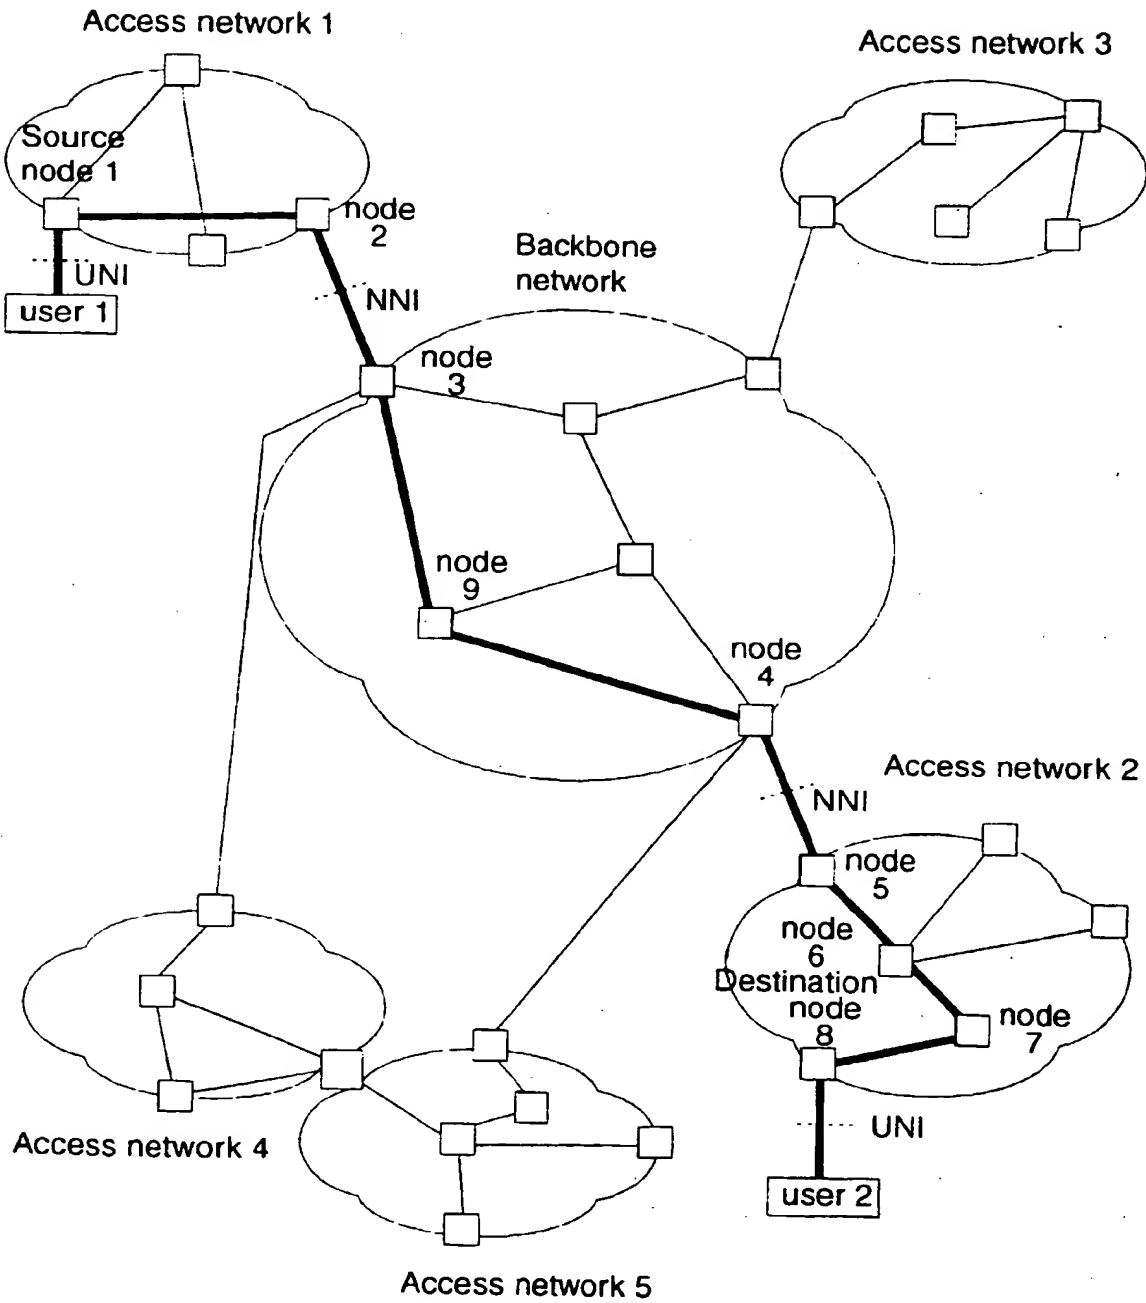 Access network 1
Access network 3
Source
node 1
node
2
UNI
user 1
NNI
Backbone
network
node
3
node
9
node
4
Access network 2
NNI
node
5
node
6
Destination
node
8
node
7
UNI
user 2
Access network 4
Access network 5